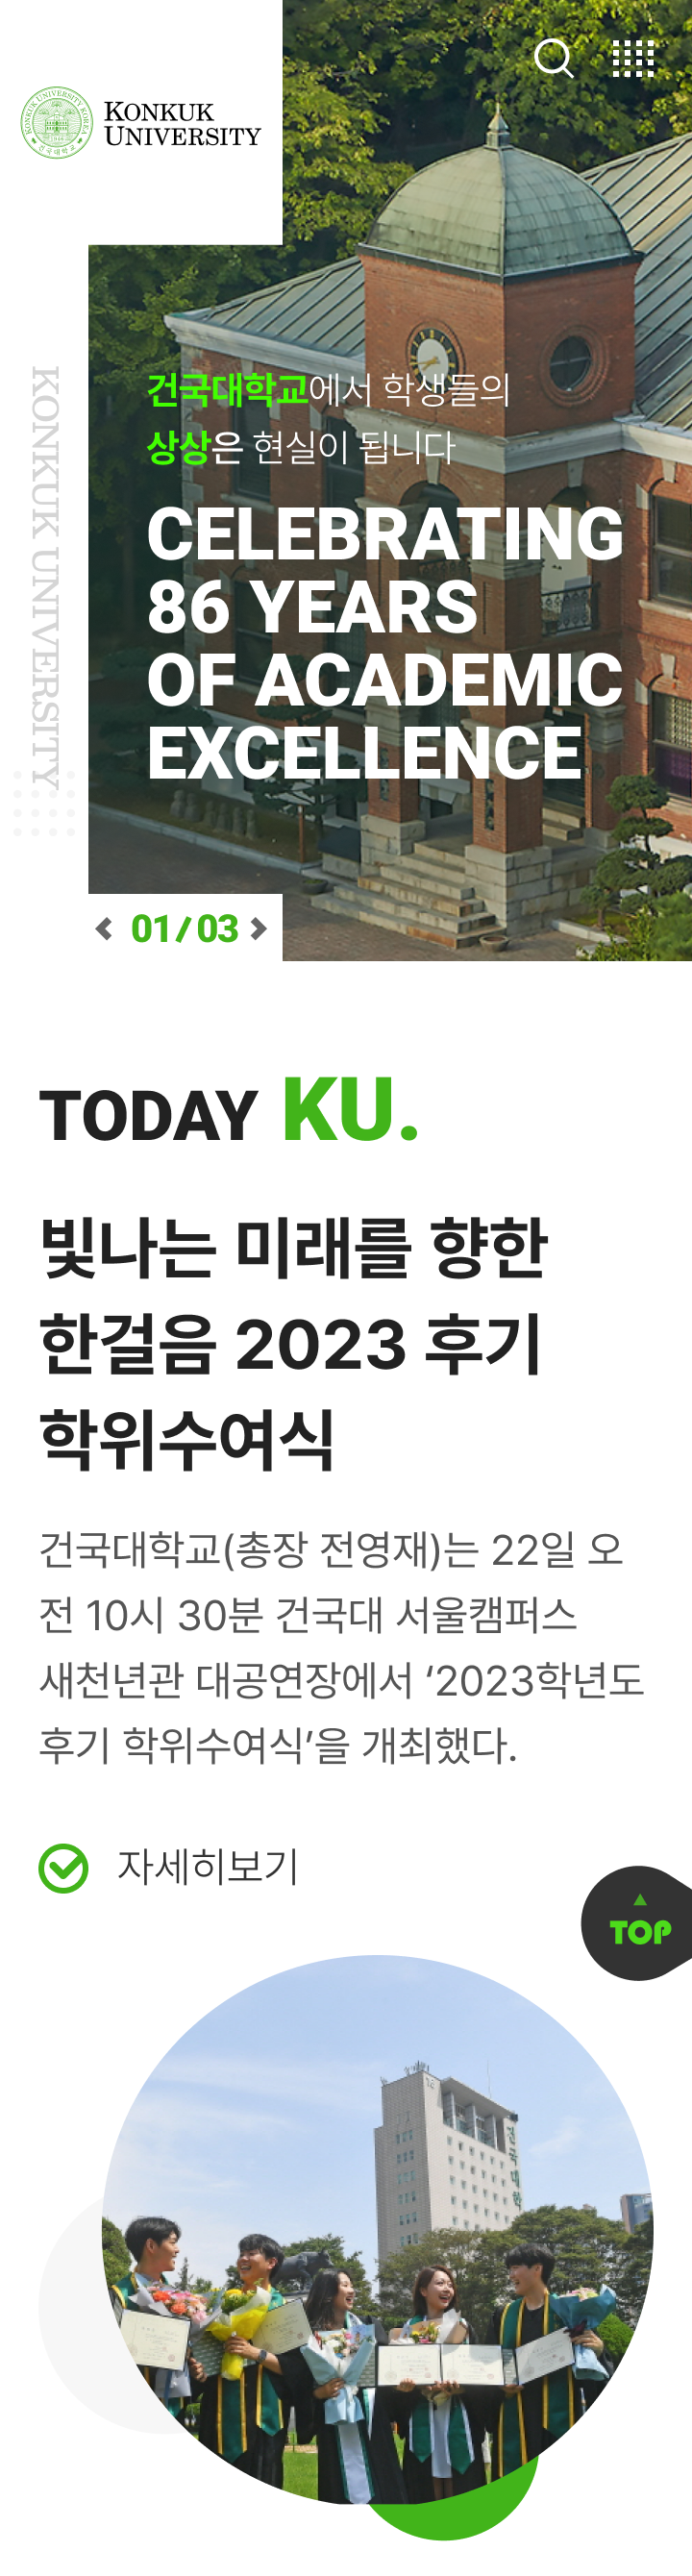 KONKUK
UNIVERSITY
KONKUK UNIVERSITY
건국대학교에서 학생들의
상상은 현실이 됩니다
CELEBRATING
86 YEARS
OF ACADEMIC
EXCELLENCE
01 / 03
TODAY KU.
빛나는 미래를 향한
한걸음 2023 후기
학위수여식
건국대학교(총장 전영재)는 22일 오
전 10시 30분 건국대 서울캠퍼스
새천년관 대공연장에서 ‘2023학년도
후기 학위수여식’을 개최했다.
자세히보기
TOP
건국대학